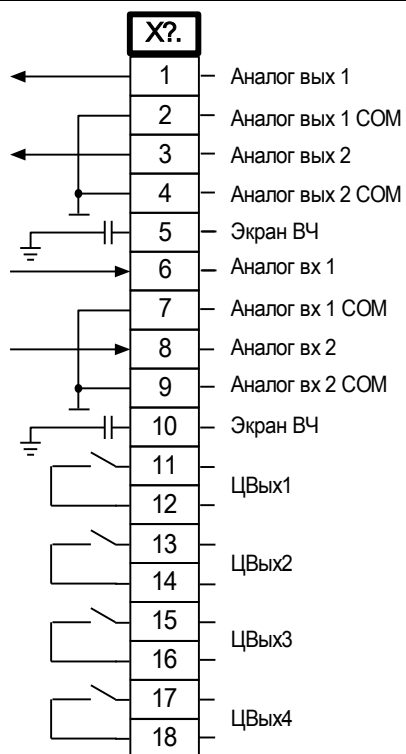 X?.
1 Аналог вых 1
2 Аналог вых 1 COM
3 Аналог вых 2
4 Аналог вых 2 COM
5 Экран ВЧ
6 Аналог вх 1
7 Аналог вх 1 COM
8 Аналог вх 2
9 Аналог вх 2 COM
10 Экран ВЧ
11
ЦВых1
12
13
ЦВых2
14
15
ЦВых3
16
17
ЦВых4
18